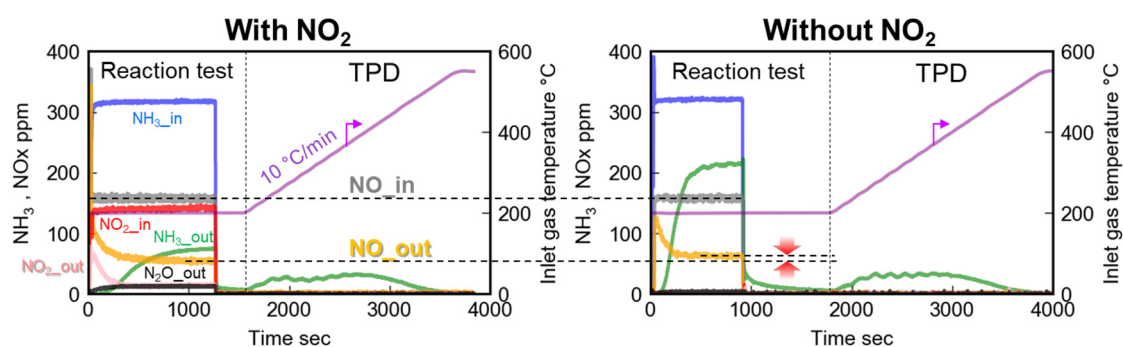 With NO₂
Without NO₂
400
300
200
100
0
NH₃ , NOx ppm
Reaction test
TPD
NH₃_in
10 °C/min
NO_in
NO₂_in
NH₃_out
NO_out
NO₂_out
N₂O_out
600
400
200
0
Inlet gas temperature °C
0
1000
2000
3000
4000
Time sec
400
300
200
100
0
NH₃ , NOx ppm
Reaction test
TPD
600
400
200
0
Inlet gas temperature °C
0
1000
2000
3000
4000
Time sec